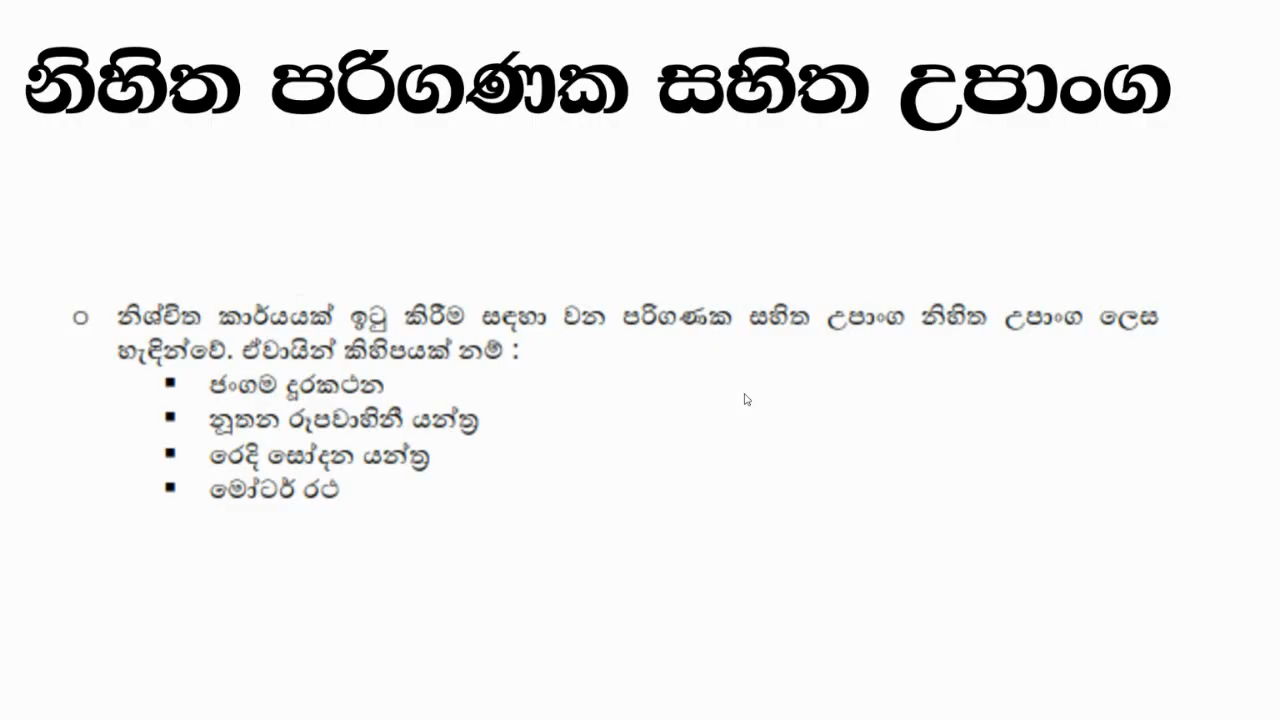 නිහිත පරිගණක සහිත උපාංග
o නිශ්චිත කාර්යයක් ඉටු කිරීම සඳහා වන පරිගණක සහිත උපාංග නිහිත උපාංග ලෙස
හැඳින්වේ. ඒවායින් කිහිපයක් නම් :
▪ ජංගම දුරකථන
▪ නූතන රූපවාහිනී යන්ත්‍ර
▪ රෙදි සෝදන යන්ත්‍ර
▪ මෝටර් රථ